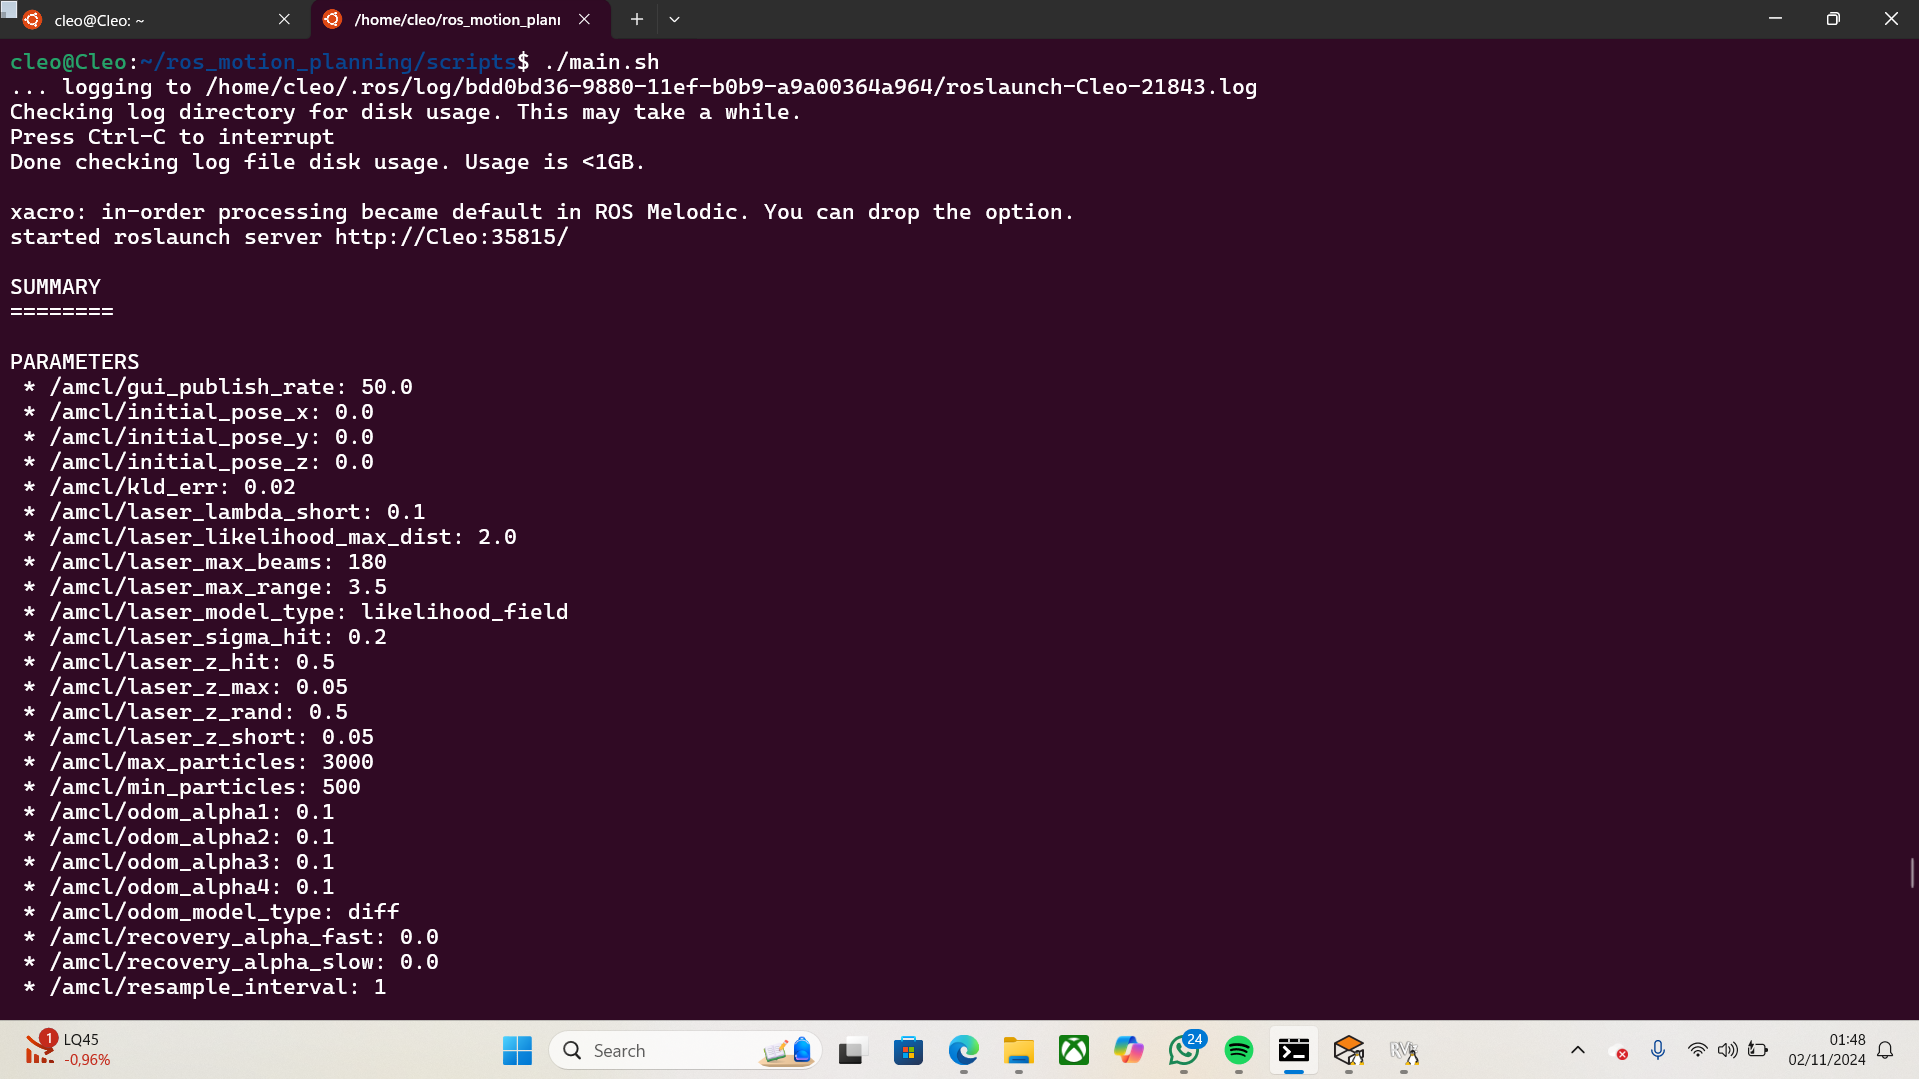 cleo@Cleo: ~
/home/cleo/ros_motion_plann
cleo@Cleo:~/ros_motion_planning/scripts$ ./main.sh
... logging to /home/cleo/.ros/log/bdd0bd36-9880-11ef-b0b9-a9a00364a964/roslaunch-Cleo-21843.log
Checking log directory for disk usage. This may take a while.
Press Ctrl-C to interrupt
Done checking log file disk usage. Usage is <1GB.
xacro: in-order processing became default in ROS Melodic. You can drop the option.
started roslaunch server http://Cleo:35815/
SUMMARY
========
PARAMETERS
* /amcl/gui_publish_rate: 50.0
* /amcl/initial_pose_x: 0.0
* /amcl/initial_pose_y: 0.0
* /amcl/initial_pose_z: 0.0
* /amcl/kld_err: 0.02
* /amcl/laser_lambda_short: 0.1
* /amcl/laser_likelihood_max_dist: 2.0
* /amcl/laser_max_beams: 180
* /amcl/laser_max_range: 3.5
* /amcl/laser_model_type: likelihood_field
* /amcl/laser_sigma_hit: 0.2
* /amcl/laser_z_hit: 0.5
* /amcl/laser_z_max: 0.05
* /amcl/laser_z_rand: 0.5
* /amcl/laser_z_short: 0.05
* /amcl/max_particles: 3000
* /amcl/min_particles: 500
* /amcl/odom_alpha1: 0.1
* /amcl/odom_alpha2: 0.1
* /amcl/odom_alpha3: 0.1
* /amcl/odom_alpha4: 0.1
* /amcl/odom_model_type: diff
* /amcl/recovery_alpha_fast: 0.0
* /amcl/recovery_alpha_slow: 0.0
* /amcl/resample_interval: 1
1
LQ45
-0,96%
Search
24
RViz
01:48
02/11/2024